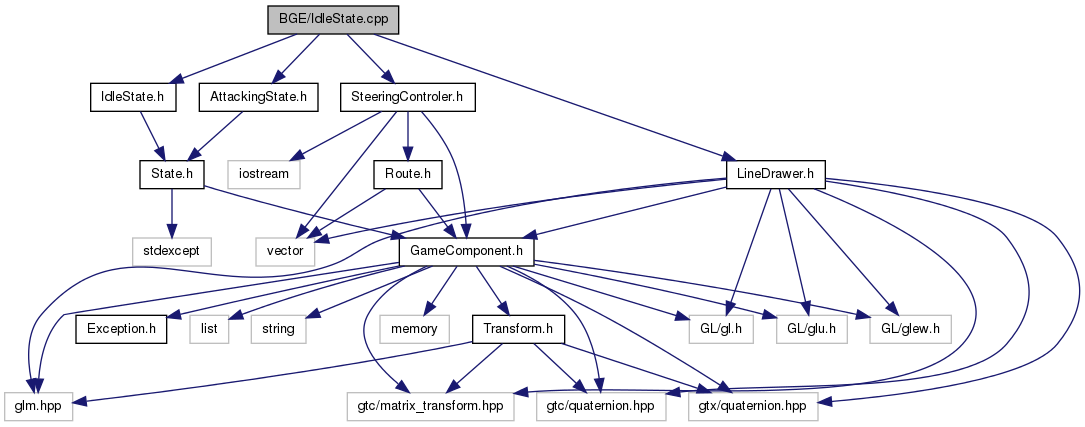 BGE/IdleState.cpp
IdleState.h
AttackingState.h
SteeringControler.h
State.h
iostream
Route.h
LineDrawer.h
stdexcept
vector
GameComponent.h
Exception.h
list
string
memory
Transform.h
GL/gl.h
GL/glu.h
GL/glew.h
glm.hpp
gtc/matrix_transform.hpp
gtc/quaternion.hpp
gtx/quaternion.hpp